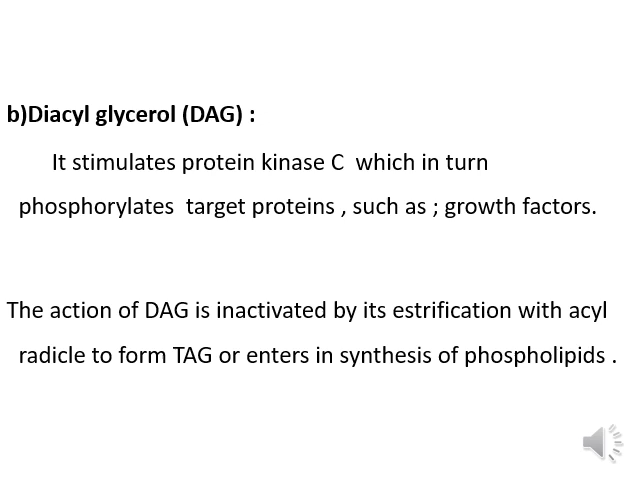 b)Diacyl glycerol (DAG) :
It stimulates protein kinase C  which in turn
phosphorylates  target proteins , such as ; growth factors.
The action of DAG is inactivated by its estrification with acyl
radicle to form TAG or enters in synthesis of phospholipids .